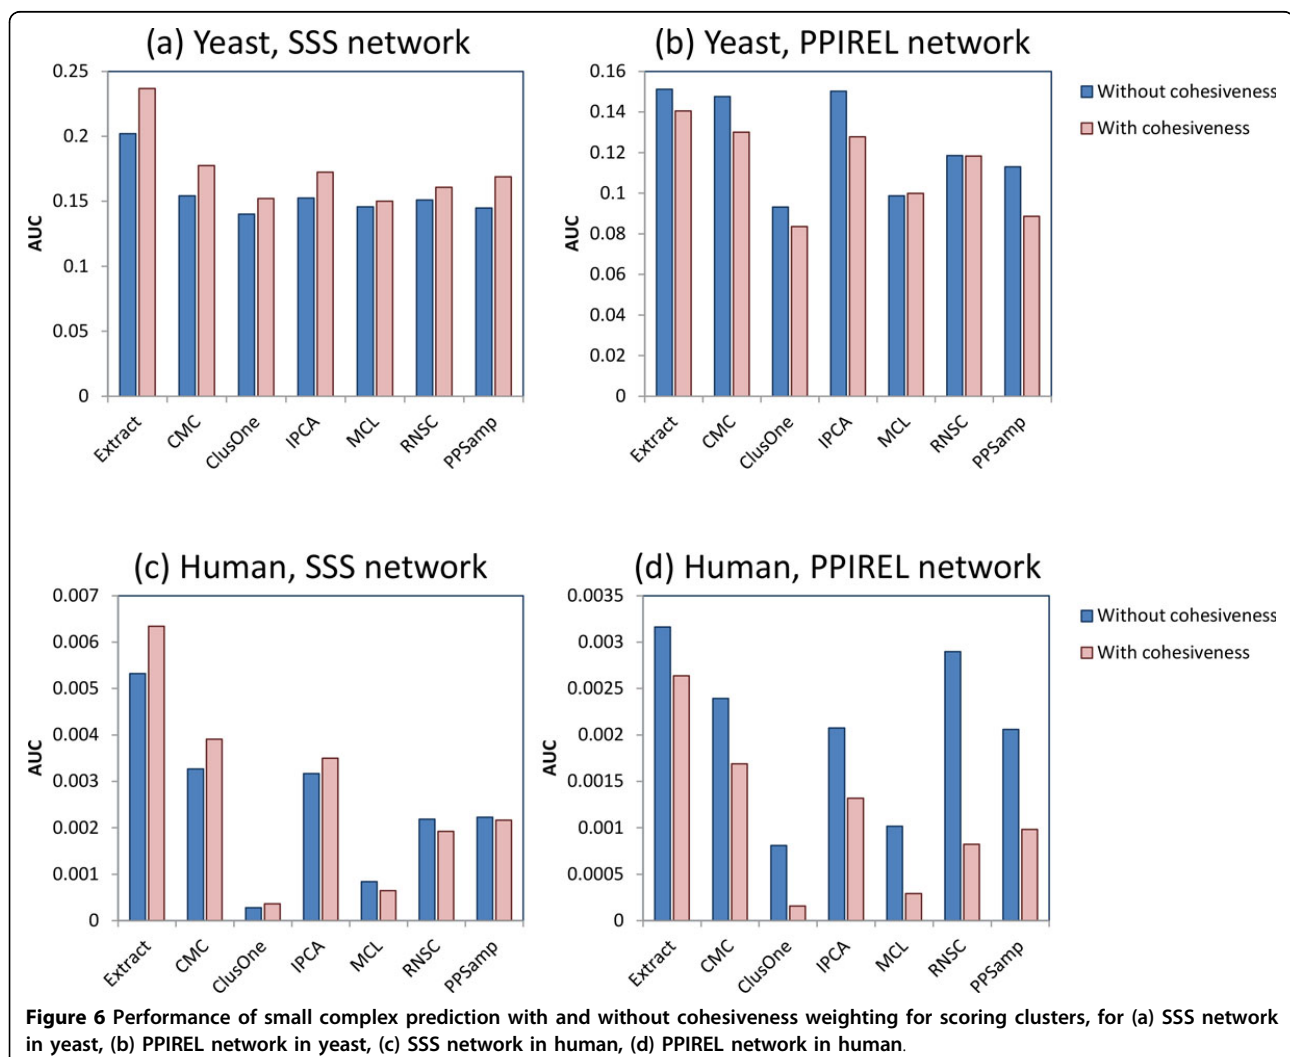 (a) Yeast, SSS network
0.25
0.2
0.15
0.1
0.05
0
AUC
Extract
CMC
ClusOne
IPCA
MCL
RNSC
PPSamp
(b) Yeast, PPIREL network
0.16
0.14
0.12
0.1
0.08
0.06
0.04
0.02
0
AUC
Extract
CMC
ClusOne
IPCA
MCL
RNSC
PPSamp
Without cohesiveness
With cohesiveness
(c) Human, SSS network
0.007
0.006
0.005
0.004
0.003
0.002
0.001
0
AUC
Extract
CMC
ClusOne
IPCA
MCL
RNSC
PPSamp
(d) Human, PPIREL network
0.0035
0.003
0.0025
0.002
0.0015
0.001
0.0005
0
AUC
Extract
CMC
ClusOne
IPCA
MCL
RNSC
PPSamp
Without cohesiveness
With cohesiveness
Figure 6 Performance of small complex prediction with and without cohesiveness weighting for scoring clusters, for (a) SSS network
in yeast, (b) PPIREL network in yeast, (c) SSS network in human, (d) PPIREL network in human.